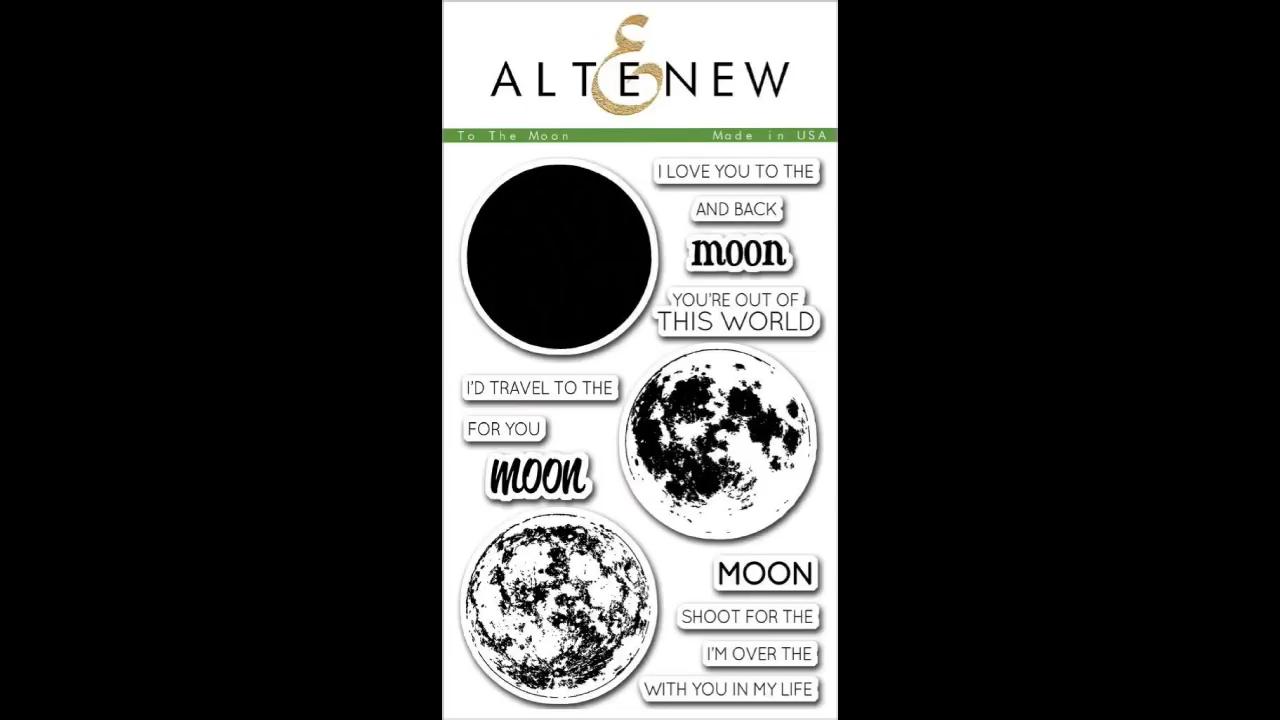 ALTENEW
To The Moon
Made in USA
I LOVE YOU TO THE
AND BACK
moon
YOU'RE OUT OF
THIS WORLD
I'D TRAVEL TO THE
FOR YOU
moon
MOON
SHOOT FOR THE
I'M OVER THE
WITH YOU IN MY LIFE